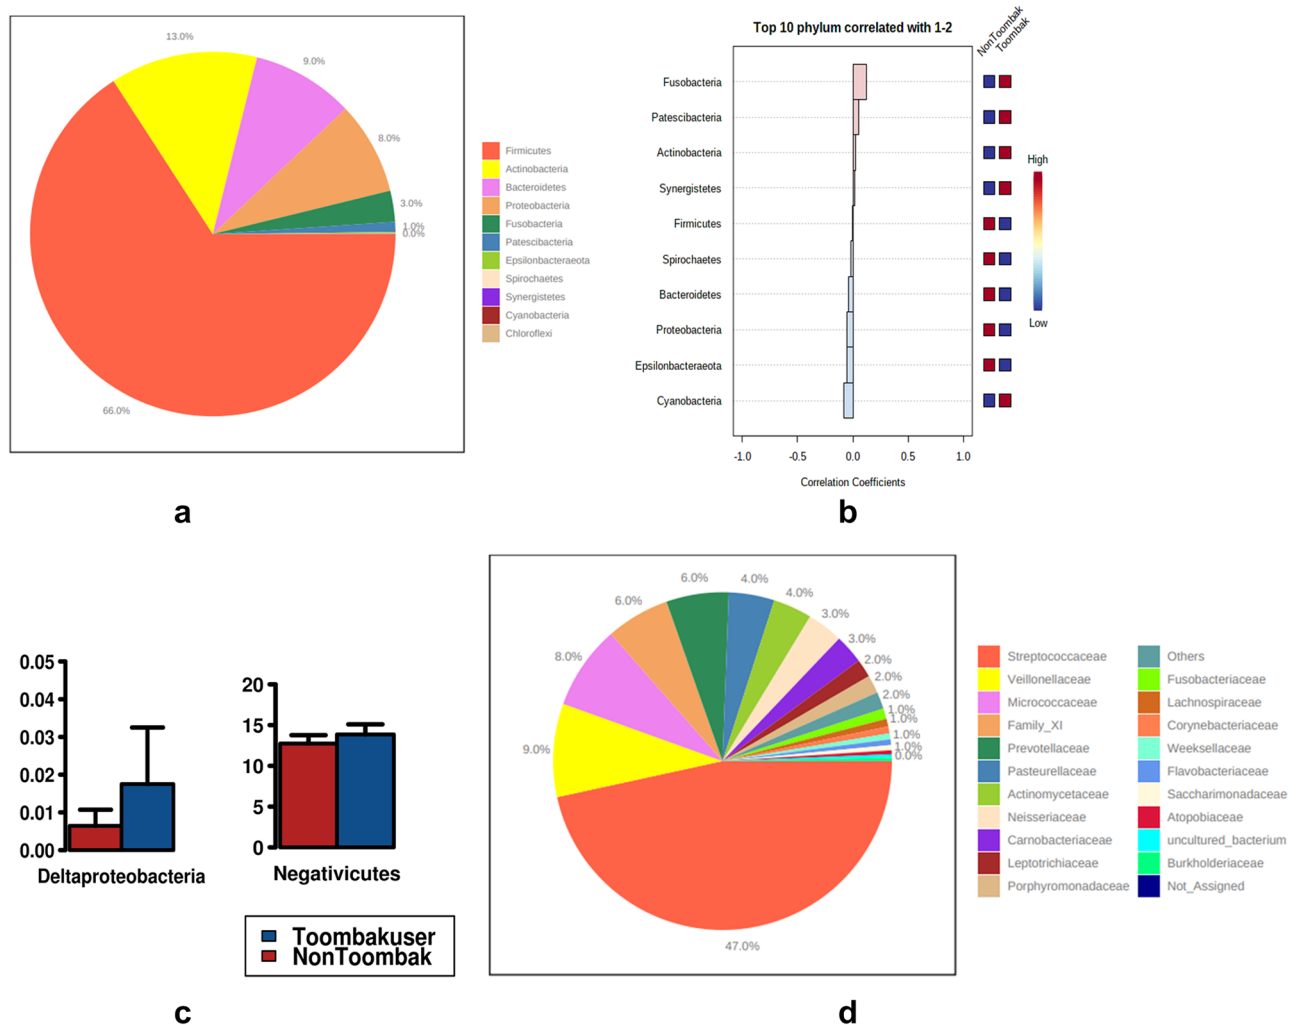 13.0%
9.0%
8.0%
3.0%
1.0%
0.0%
66.0%
Firmicutes
Actinobacteria
Bacteroidetes
Proteobacteria
Fusobacteria
Patescibacteria
Epsilonbacteraeota
Spirochaetes
Synergistetes
Cyanobacteria
Chloroflexi
a
Top 10 phylum correlated with 1-2
NonToombak
Toombak
Fusobacteria
Patescibacteria
Actinobacteria
Synergistetes
Firmicutes
Spirochaetes
Bacteroidetes
Proteobacteria
Epsilonbacteraeota
Cyanobacteria
High
Low
-1.0 -0.5 0.0 0.5 1.0
Correlation Coefficients
b
0.05
0.04
0.03
0.02
0.01
0.00
Deltaproteobacteria
20
15
10
5
0
Negativicutes
Toombakuser
NonToombak
c
6.0%
4.0%
6.0%
4.0%
3.0%
8.0%
3.0%
2.0%
2.0%
2.0%
1.0%
1.0%
1.0%
1.0%
0.0%
9.0%
47.0%
Streptococcaceae
Veillonellaceae
Micrococcaceae
Family_XI
Prevotellaceae
Pasteurellaceae
Actinomycetaceae
Neisseriaceae
Carnobacteriaceae
Leptotrichiaceae
Porphyromonadaceae
Others
Fusobacteriaceae
Lachnospiraceae
Corynebacteriaceae
Weeksellaceae
Flavobacteriaceae
Saccharimonadaceae
Atopobiaceae
uncultured_bacterium
Burkholderiaceae
Not_Assigned
d